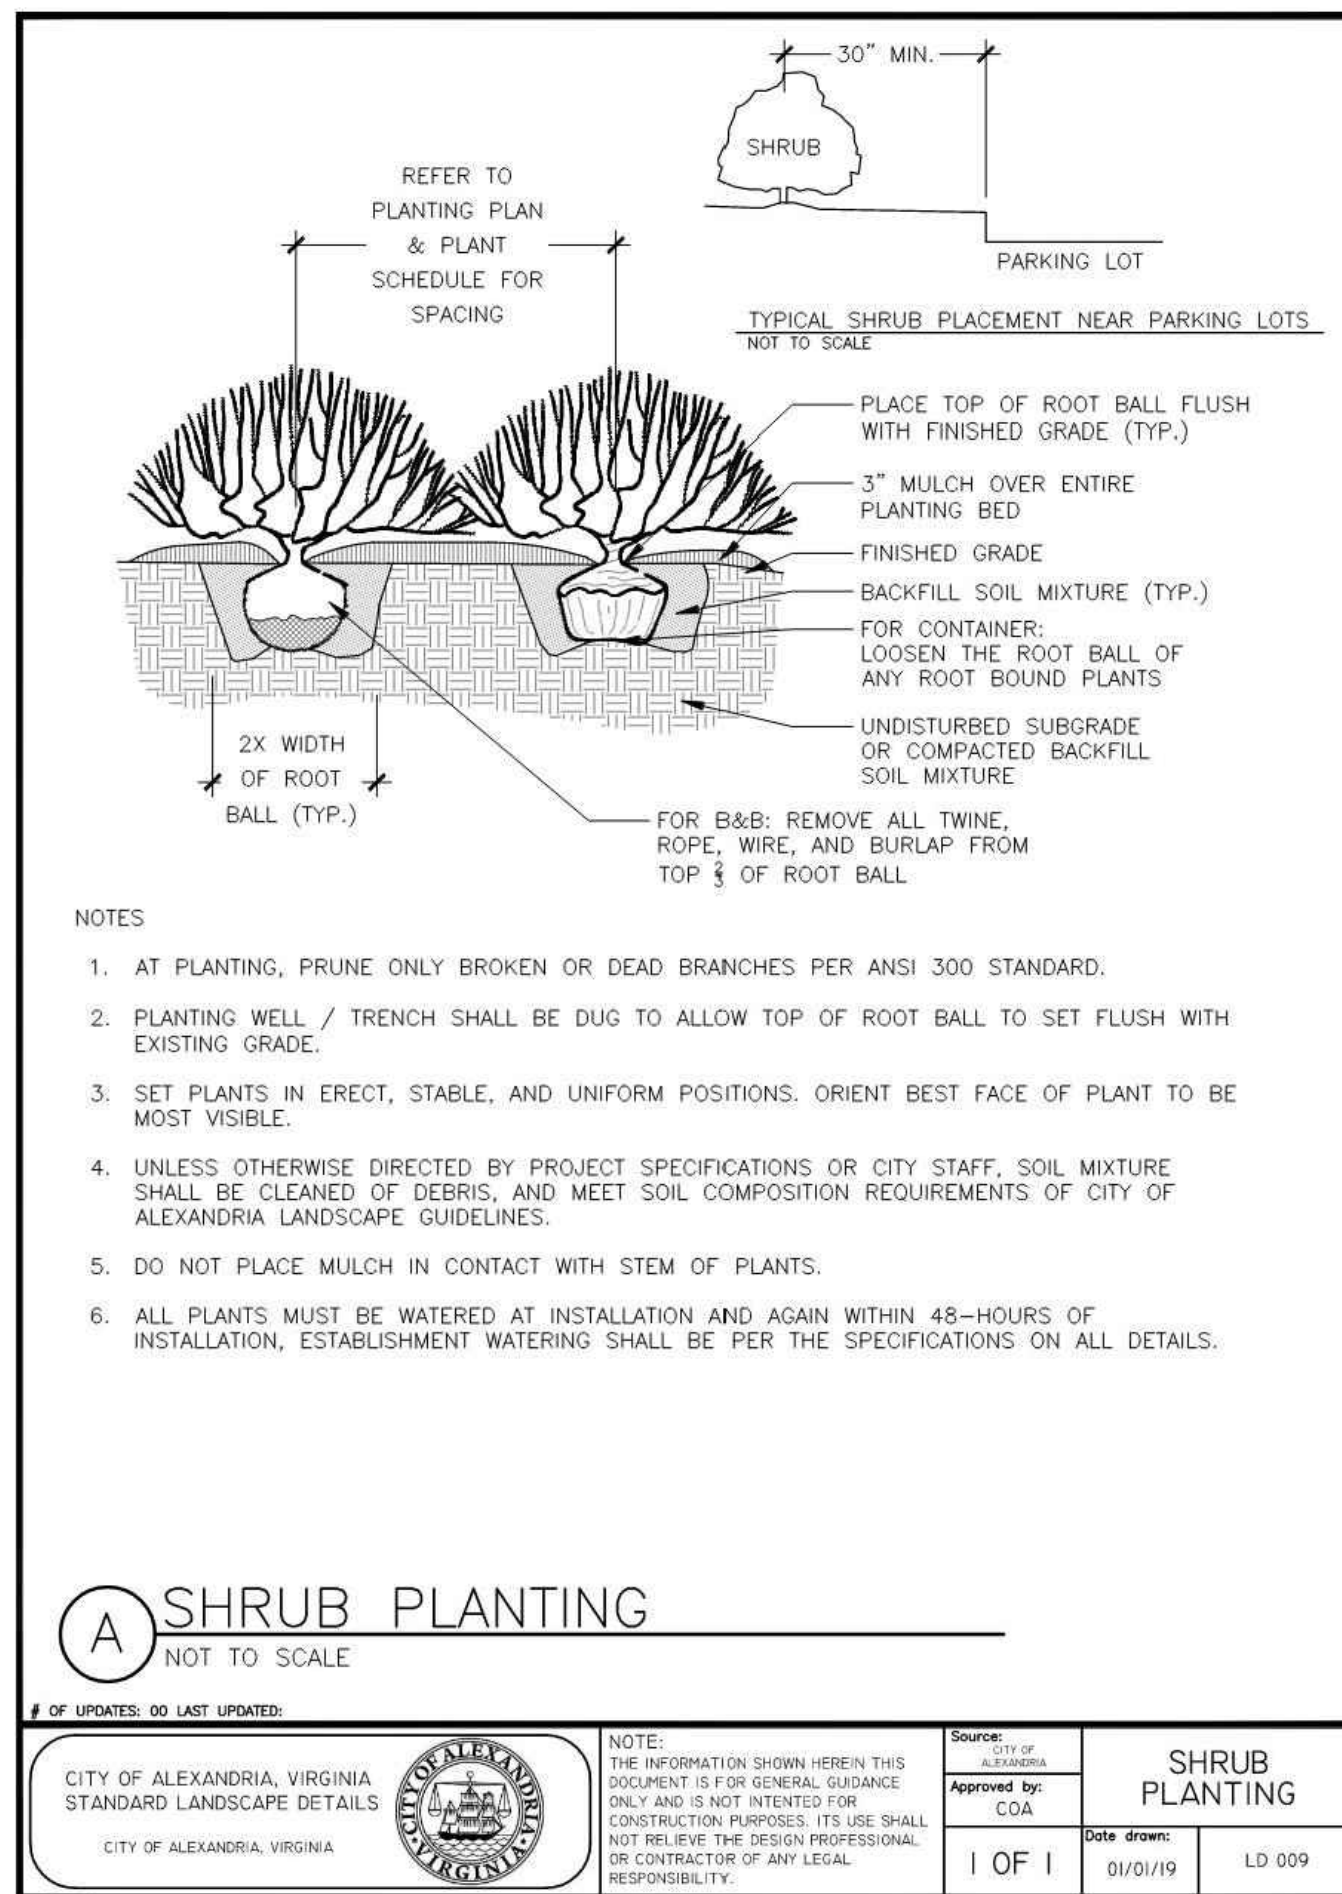 30" MIN.
SHRUB
PARKING LOT
TYPICAL SHRUB PLACEMENT NEAR PARKING LOTS
NOT TO SCALE
REFER TO
PLANTING PLAN
& PLANT
SCHEDULE FOR
SPACING
PLACE TOP OF ROOT BALL FLUSH
WITH FINISHED GRADE (TYP.)
3" MULCH OVER ENTIRE
PLANTING BED
FINISHED GRADE
BACKFILL SOIL MIXTURE (TYP.)
FOR CONTAINER:
LOOSEN THE ROOT BALL OF
ANY ROOT BOUND PLANTS
UNDISTURBED SUBGRADE
OR COMPACTED BACKFILL
SOIL MIXTURE
2X WIDTH
OF ROOT
BALL (TYP.)
FOR B&B: REMOVE ALL TWINE,
ROPE, WIRE, AND BURLAP FROM
TOP 2/3 OF ROOT BALL
NOTES
1. AT PLANTING, PRUNE ONLY BROKEN OR DEAD BRANCHES PER ANSI 300 STANDARD.
2. PLANTING WELL / TRENCH SHALL BE DUG TO ALLOW TOP OF ROOT BALL TO SET FLUSH WITH
EXISTING GRADE.
3. SET PLANTS IN ERECT, STABLE, AND UNIFORM POSITIONS. ORIENT BEST FACE OF PLANT TO BE
MOST VISIBLE.
4. UNLESS OTHERWISE DIRECTED BY PROJECT SPECIFICATIONS OR CITY STAFF, SOIL MIXTURE
SHALL BE CLEANED OF DEBRIS, AND MEET SOIL COMPOSITION REQUIREMENTS OF CITY OF
ALEXANDRIA LANDSCAPE GUIDELINES.
5. DO NOT PLACE MULCH IN CONTACT WITH STEM OF PLANTS.
6. ALL PLANTS MUST BE WATERED AT INSTALLATION AND AGAIN WITHIN 48-HOURS OF
INSTALLATION, ESTABLISHMENT WATERING SHALL BE PER THE SPECIFICATIONS ON ALL DETAILS.
A
SHRUB PLANTING
NOT TO SCALE
# OF UPDATES: 00 LAST UPDATED:
CITY OF ALEXANDRIA, VIRGINIA
STANDARD LANDSCAPE DETAILS
CITY OF ALEXANDRIA, VIRGINIA
CITY OF ALEXANDRIA
VIRGINIA
NOTE:
THE INFORMATION SHOWN HEREIN THIS
DOCUMENT IS FOR GENERAL GUIDANCE
ONLY AND IS NOT INTENTED FOR
CONSTRUCTION PURPOSES. ITS USE SHALL
NOT RELIEVE THE DESIGN PROFESSIONAL
OR CONTRACTOR OF ANY LEGAL
RESPONSIBILITY.
Source:
CITY OF
ALEXANDRIA
Approved by:
COA
1 OF 1
SHRUB
PLANTING
Date drawn:
01/01/19
LD 009